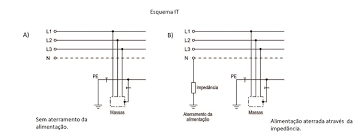 Esquema IT
A)
L1
L2
L3
N
PE
Massas
Sem aterramento da
alimentação.
B)
L1
L2
L3
N
PE
Impedância
Aterramento da
alimentação
Massas
Alimentação aterrada através da
impedância.